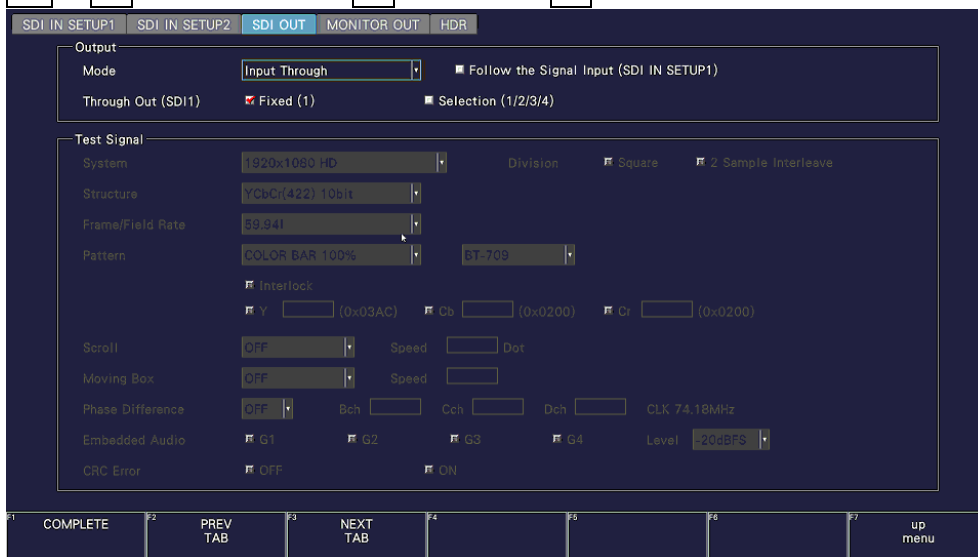 SDI IN SETUP1 SDI IN SETUP2 SDI OUT MONITOR OUT HDR
Output
Mode Input Through Follow the Signal Input (SDI IN SETUP1)
Through Out (SDI1) Fixed (1) Selection (1/2/3/4)
Test Signal
System 1920x1080 HD Division Square 2 Sample Interleave
Structure YCbCr(422) 10bit
Frame/Field Rate 59.94I
Pattern COLOR BAR 100% BT-709
Interlock
Y (0x03AC) Cb (0x0200) Cr (0x0200)
Scroll OFF Speed Dot
Moving Box OFF Speed
Phase Difference OFF Bch Cch Dch CLK 74.18MHz
Embedded Audio G1 G2 G3 G4 Level -20dBFS
CRC Error OFF ON
F1 COMPLETE F2 PREV TAB F3 NEXT TAB F4 F5 F6 F7 up menu